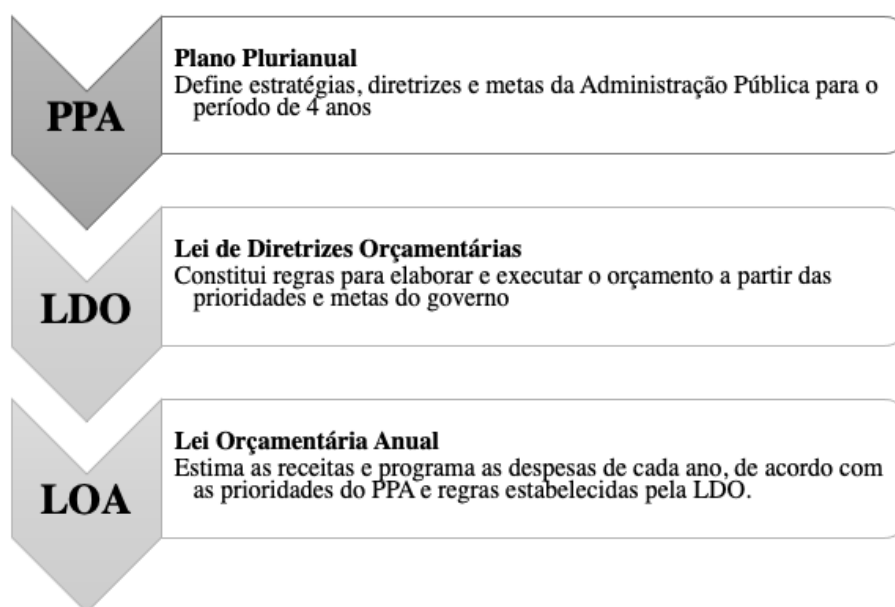 Plano Plurianual
Define estratégias, diretrizes e metas da Administração Pública para o
período de 4 anos
PPA
Lei de Diretrizes Orçamentárias
Constitui regras para elaborar e executar o orçamento a partir das
prioridades e metas do governo
LDO
Lei Orçamentária Anual
Estima as receitas e programa as despesas de cada ano, de acordo com
as prioridades do PPA e regras estabelecidas pela LDO.
LOA